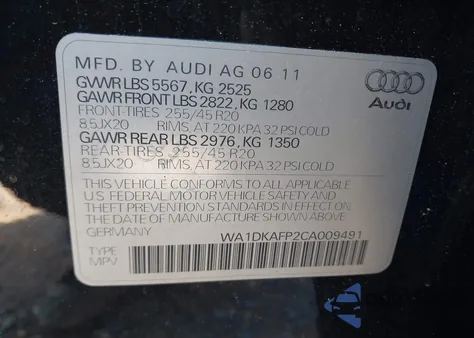 MFD. BY AUDI AG 06 11
GVWR LBS 5567, KG 2525
GAWR FRONT LBS 2822, KG 1280
FRONT-TIRES 255/45 R20
8.5JX20 RIMS, AT 220 KPA 32 PSI COLD
GAWR REAR LBS 2976, KG 1350
REAR-TIRES 255/45 R20
8.5JX20 RIMS, AT 220 KPA 32 PSI COLD
THIS VEHICLE CONFORMS TO ALL APPLICABLE
U.S. FEDERAL MOTOR VEHICLE SAFETY AND
THEFT PREVENTION STANDARDS IN EFFECT ON
THE DATE OF MANUFACTURE SHOWN ABOVE
GERMANY WA1DKAFP2CA009491
TYPE
MPV
Audi